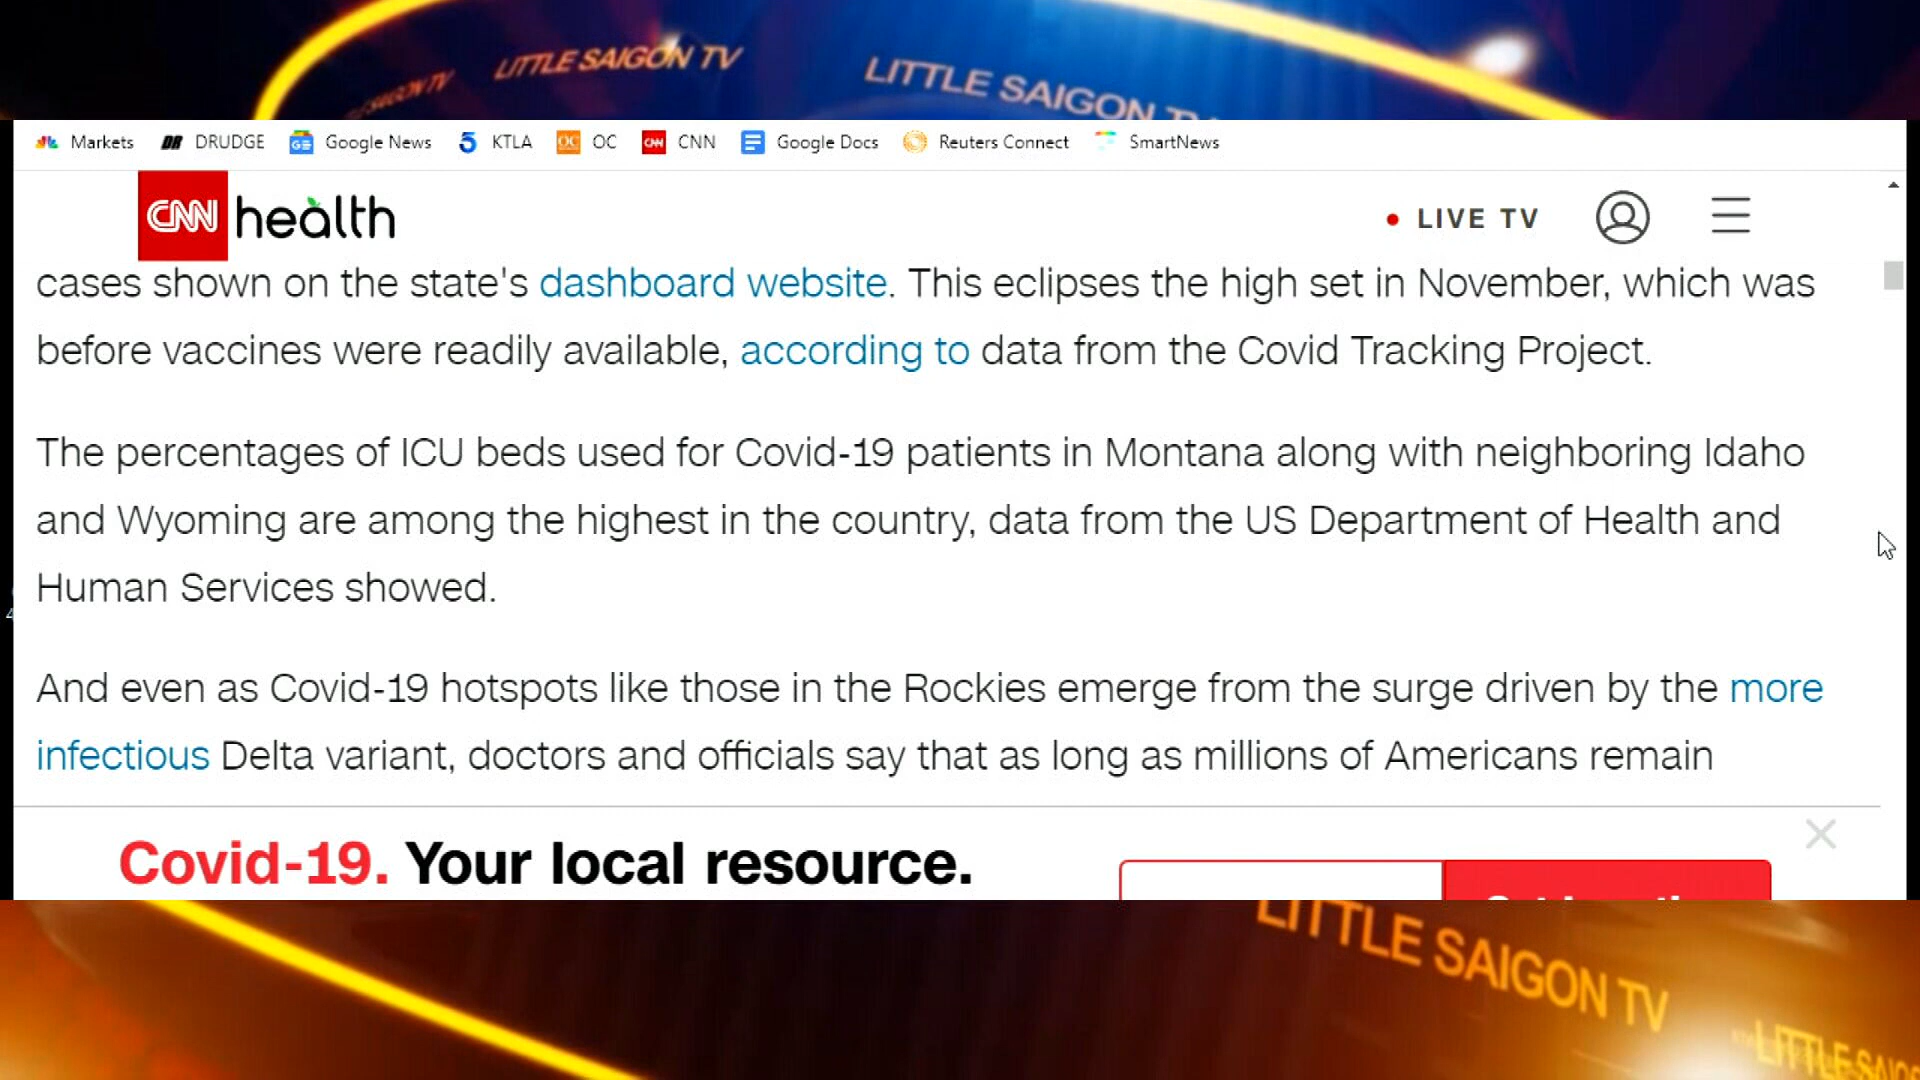 LITTLE SAIGON TV
LITTLE SAIGON TV
Markets DRUDGE Google News KTLA OC CNN Google Docs Reuters Connect SmartNews
CNN health
LIVE TV
cases shown on the state's dashboard website. This eclipses the high set in November, which was
before vaccines were readily available, according to data from the Covid Tracking Project.
The percentages of ICU beds used for Covid-19 patients in Montana along with neighboring Idaho
and Wyoming are among the highest in the country, data from the US Department of Health and
Human Services showed.
And even as Covid-19 hotspots like those in the Rockies emerge from the surge driven by the more
infectious Delta variant, doctors and officials say that as long as millions of Americans remain
Covid-19. Your local resource.
LITTLE SAIGON TV